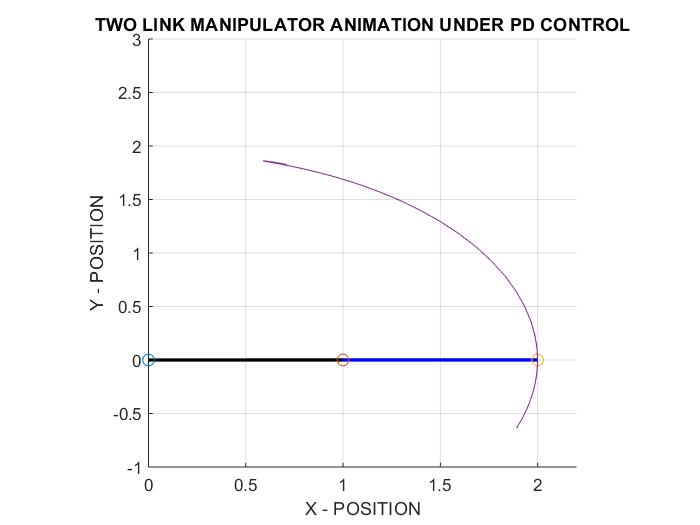 TWO LINK MANIPULATOR ANIMATION UNDER PD CONTROL
3
2.5
2
1.5
1
0.5
0
-0.5
-1
Y - POSITION
0 0.5 1 1.5 2
X - POSITION